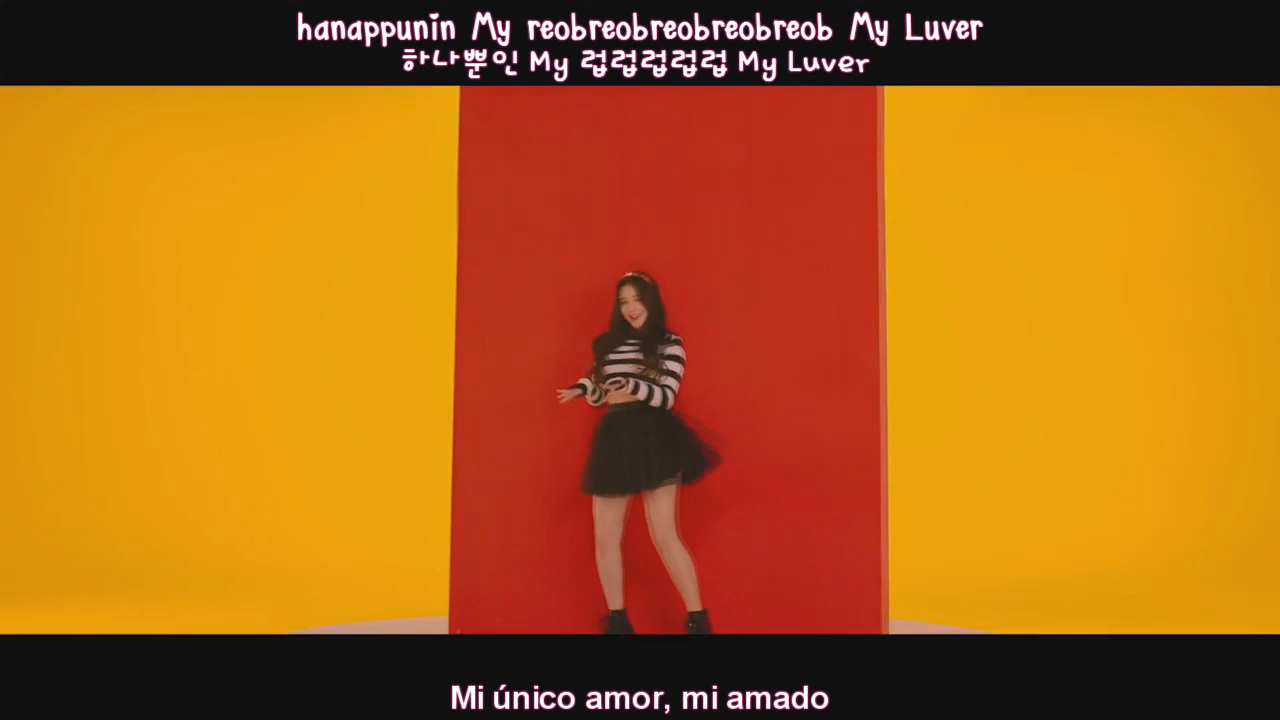 hanappunin My reobreobreobreobreob My Luver
하나뿐인 My 럽럽럽럽럽 My Luver
Mi único amor, mi amado